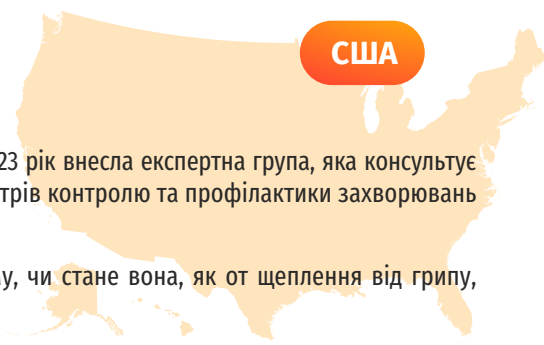 США
23 рік внесла експертна група, яка консультує
трів контролю та профілактики захворювань
у, чи стане вона, як от щеплення від грипу,